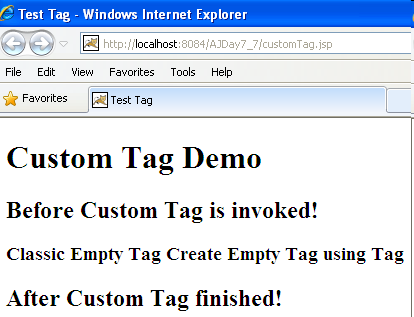 Test Tag - Windows Internet Explorer
http://localhost:8084/AJDay7_7/customTag.jsp
File Edit View Favorites Tools Help
Favorites Test Tag
Custom Tag Demo
Before Custom Tag is invoked!
Classic Empty Tag Create Empty Tag using Tag
After Custom Tag finished!